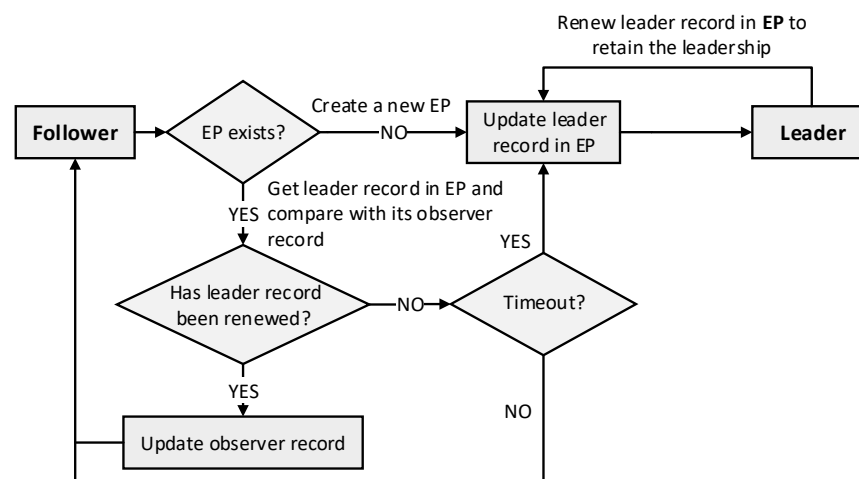 Renew leader record in EP to
retain the leadership
Follower
EP exists?
Create a new EP
NO
Update leader
record in EP
Leader
YES
Get leader record in EP and
compare with its observer
record
YES
Has leader record
been renewed?
NO
Timeout?
YES
NO
Update observer record